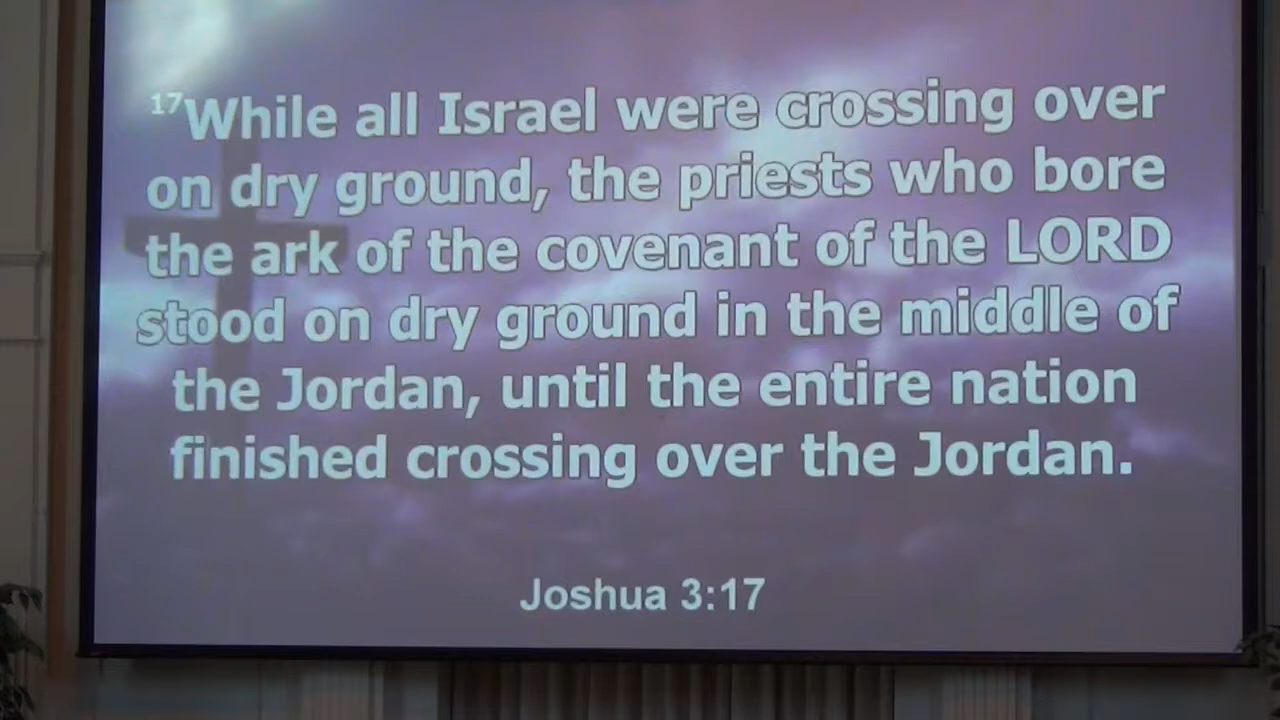 17While all Israel were crossing over
on dry ground, the priests who bore
the ark of the covenant of the LORD
stood on dry ground in the middle of
the Jordan, until the entire nation
finished crossing over the Jordan.
Joshua 3:17